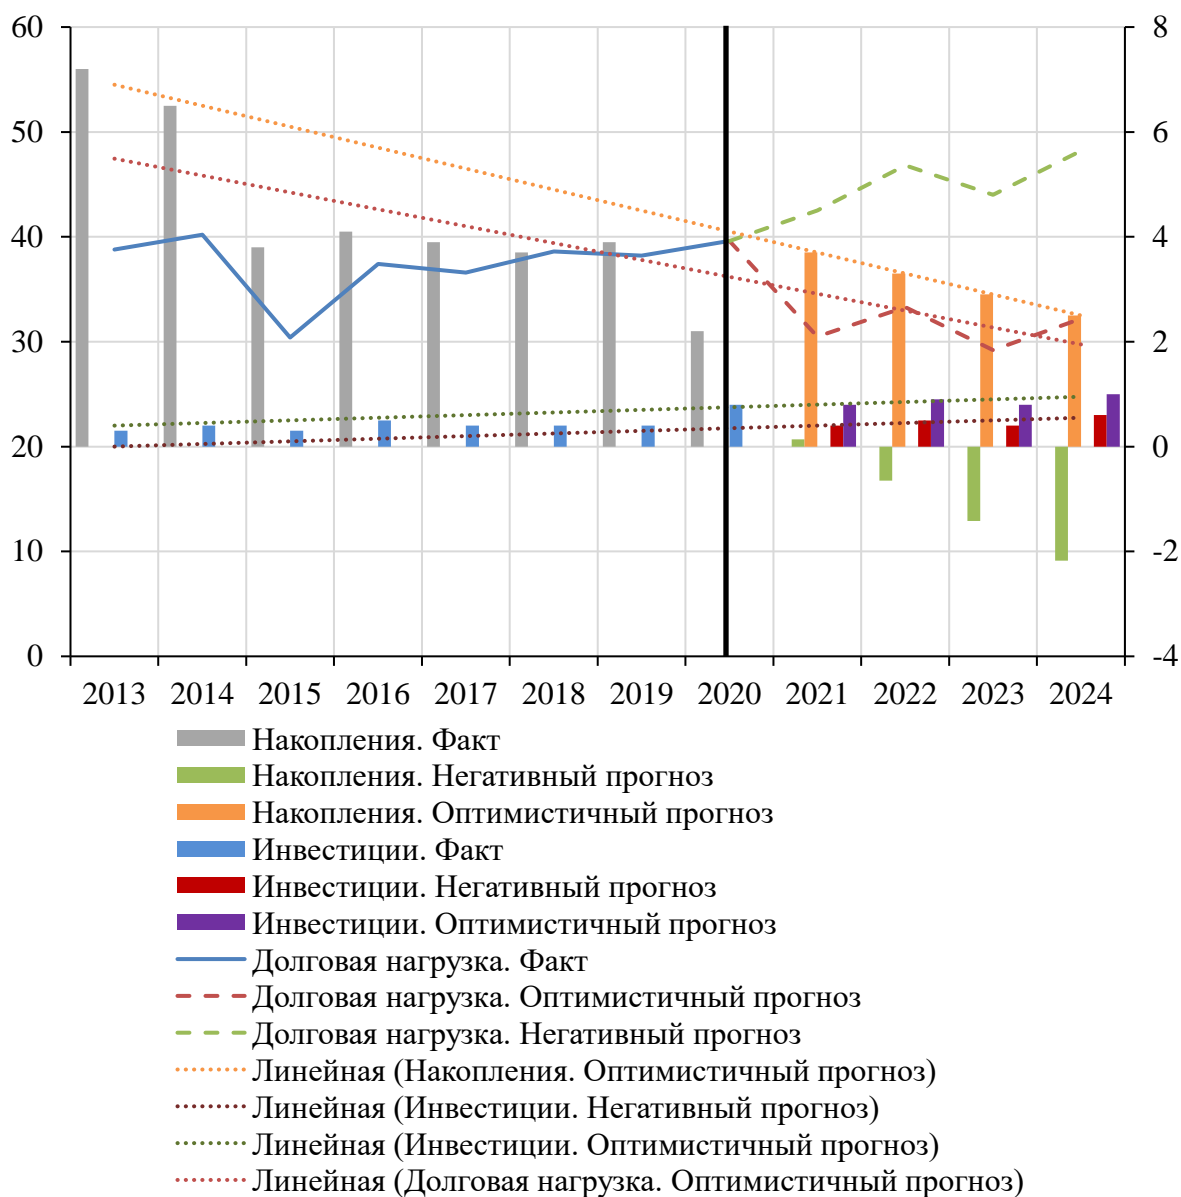 60 8
50 6
40 4
30 2
20 0
10 -2
0 -4
2013 2014 2015 2016 2017 2018 2019 2020 2021 2022 2023 2024
Накопления. Факт
Накопления. Негативный прогноз
Накопления. Оптимистичный прогноз
Инвестиции. Факт
Инвестиции. Негативный прогноз
Инвестиции. Оптимистичный прогноз
Долговая нагрузка. Факт
Долговая нагрузка. Оптимистичный прогноз
Долговая нагрузка. Негативный прогноз
Линейная (Накопления. Оптимистичный прогноз)
Линейная (Инвестиции. Негативный прогноз)
Линейная (Инвестиции. Оптимистичный прогноз)
Линейная (Долговая нагрузка. Оптимистичный прогноз)